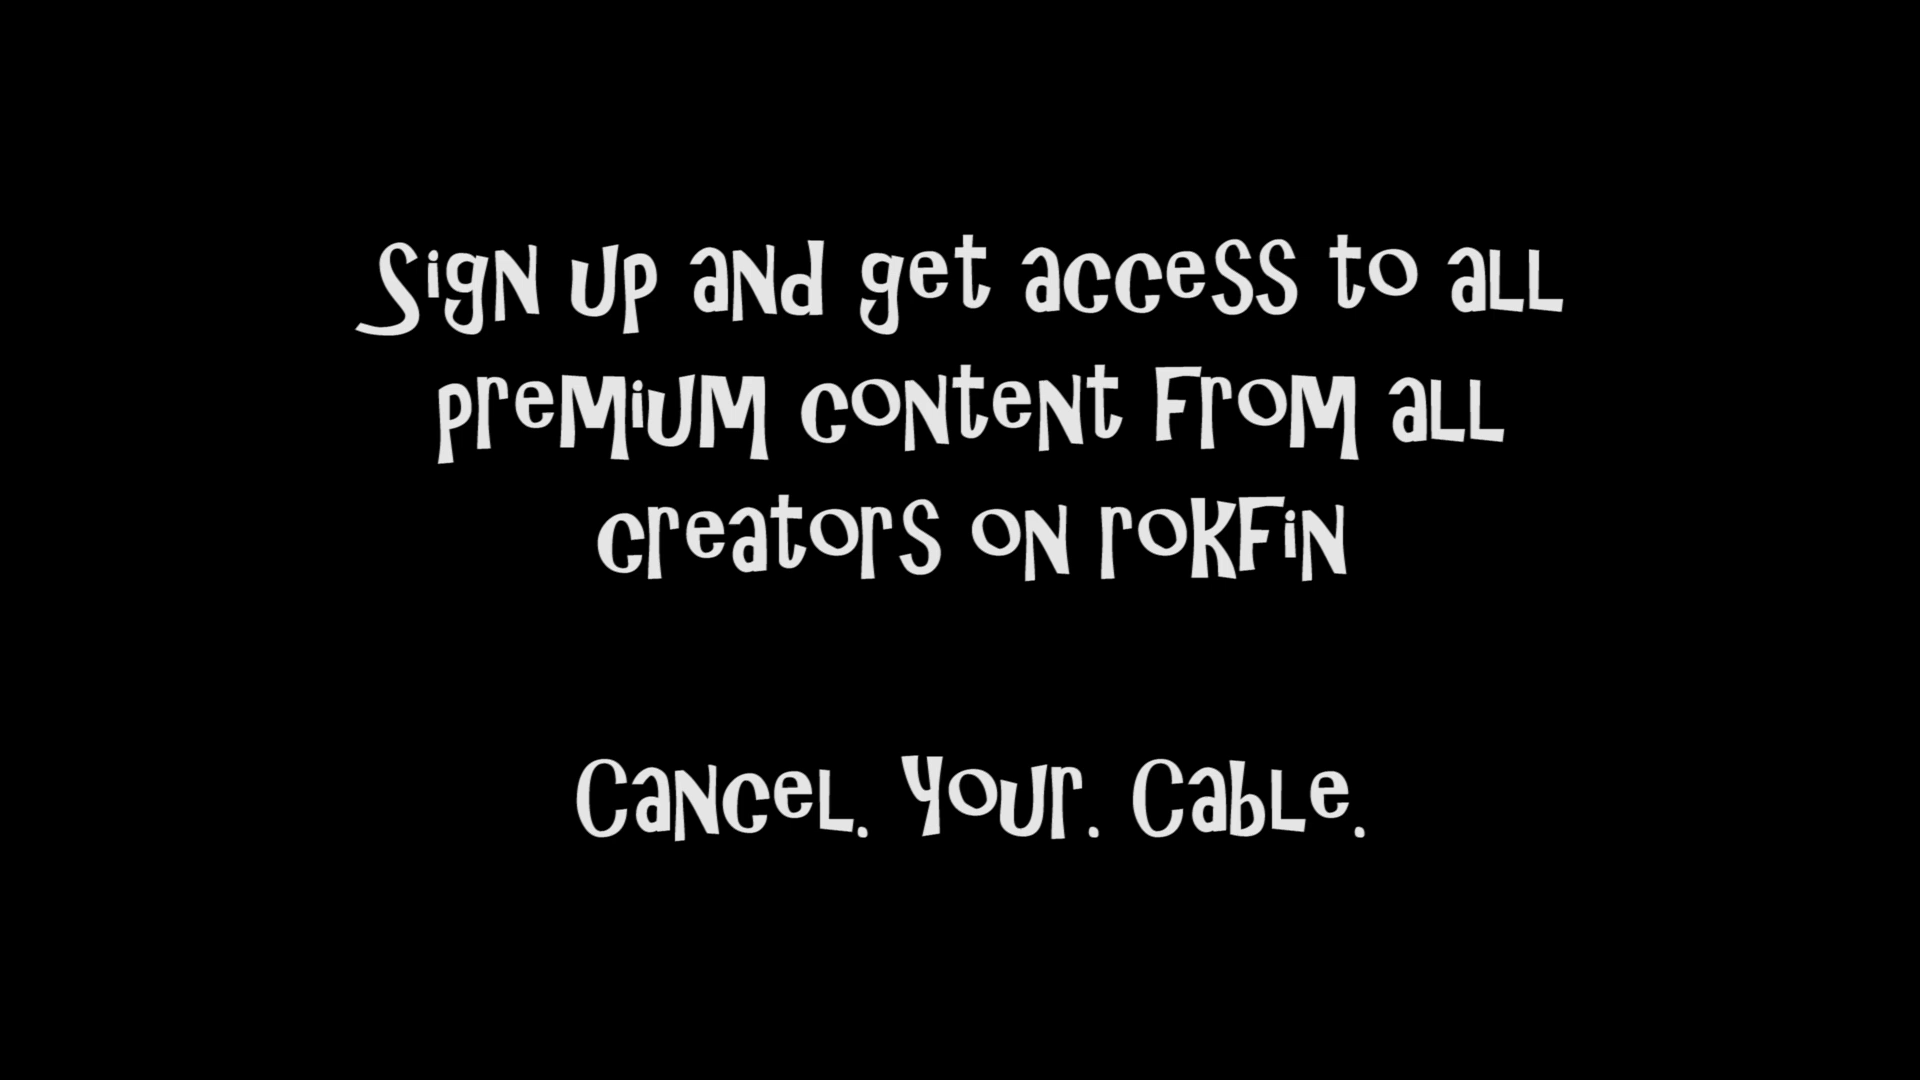 Sign up and get access to all
premium content from all
creators on rokfin
Cancel. Your. Cable.